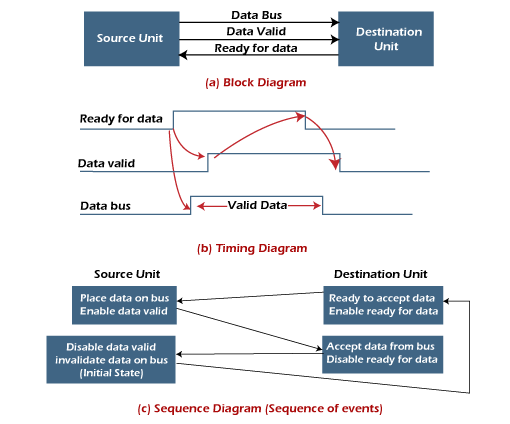 Data Bus
Source Unit
Data Valid
Destination
Unit
Ready for data
(a) Block Diagram
Ready for data
Data valid
Data bus
Valid Data
(b) Timing Diagram
Source Unit
Destination Unit
Place data on bus
Enable data valid
Ready to accept data
Enable ready for data
Disable data valid
invalidate data on bus
(Initial State)
Accept data from bus
Disable ready for data
(c) Sequence Diagram (Sequence of events)